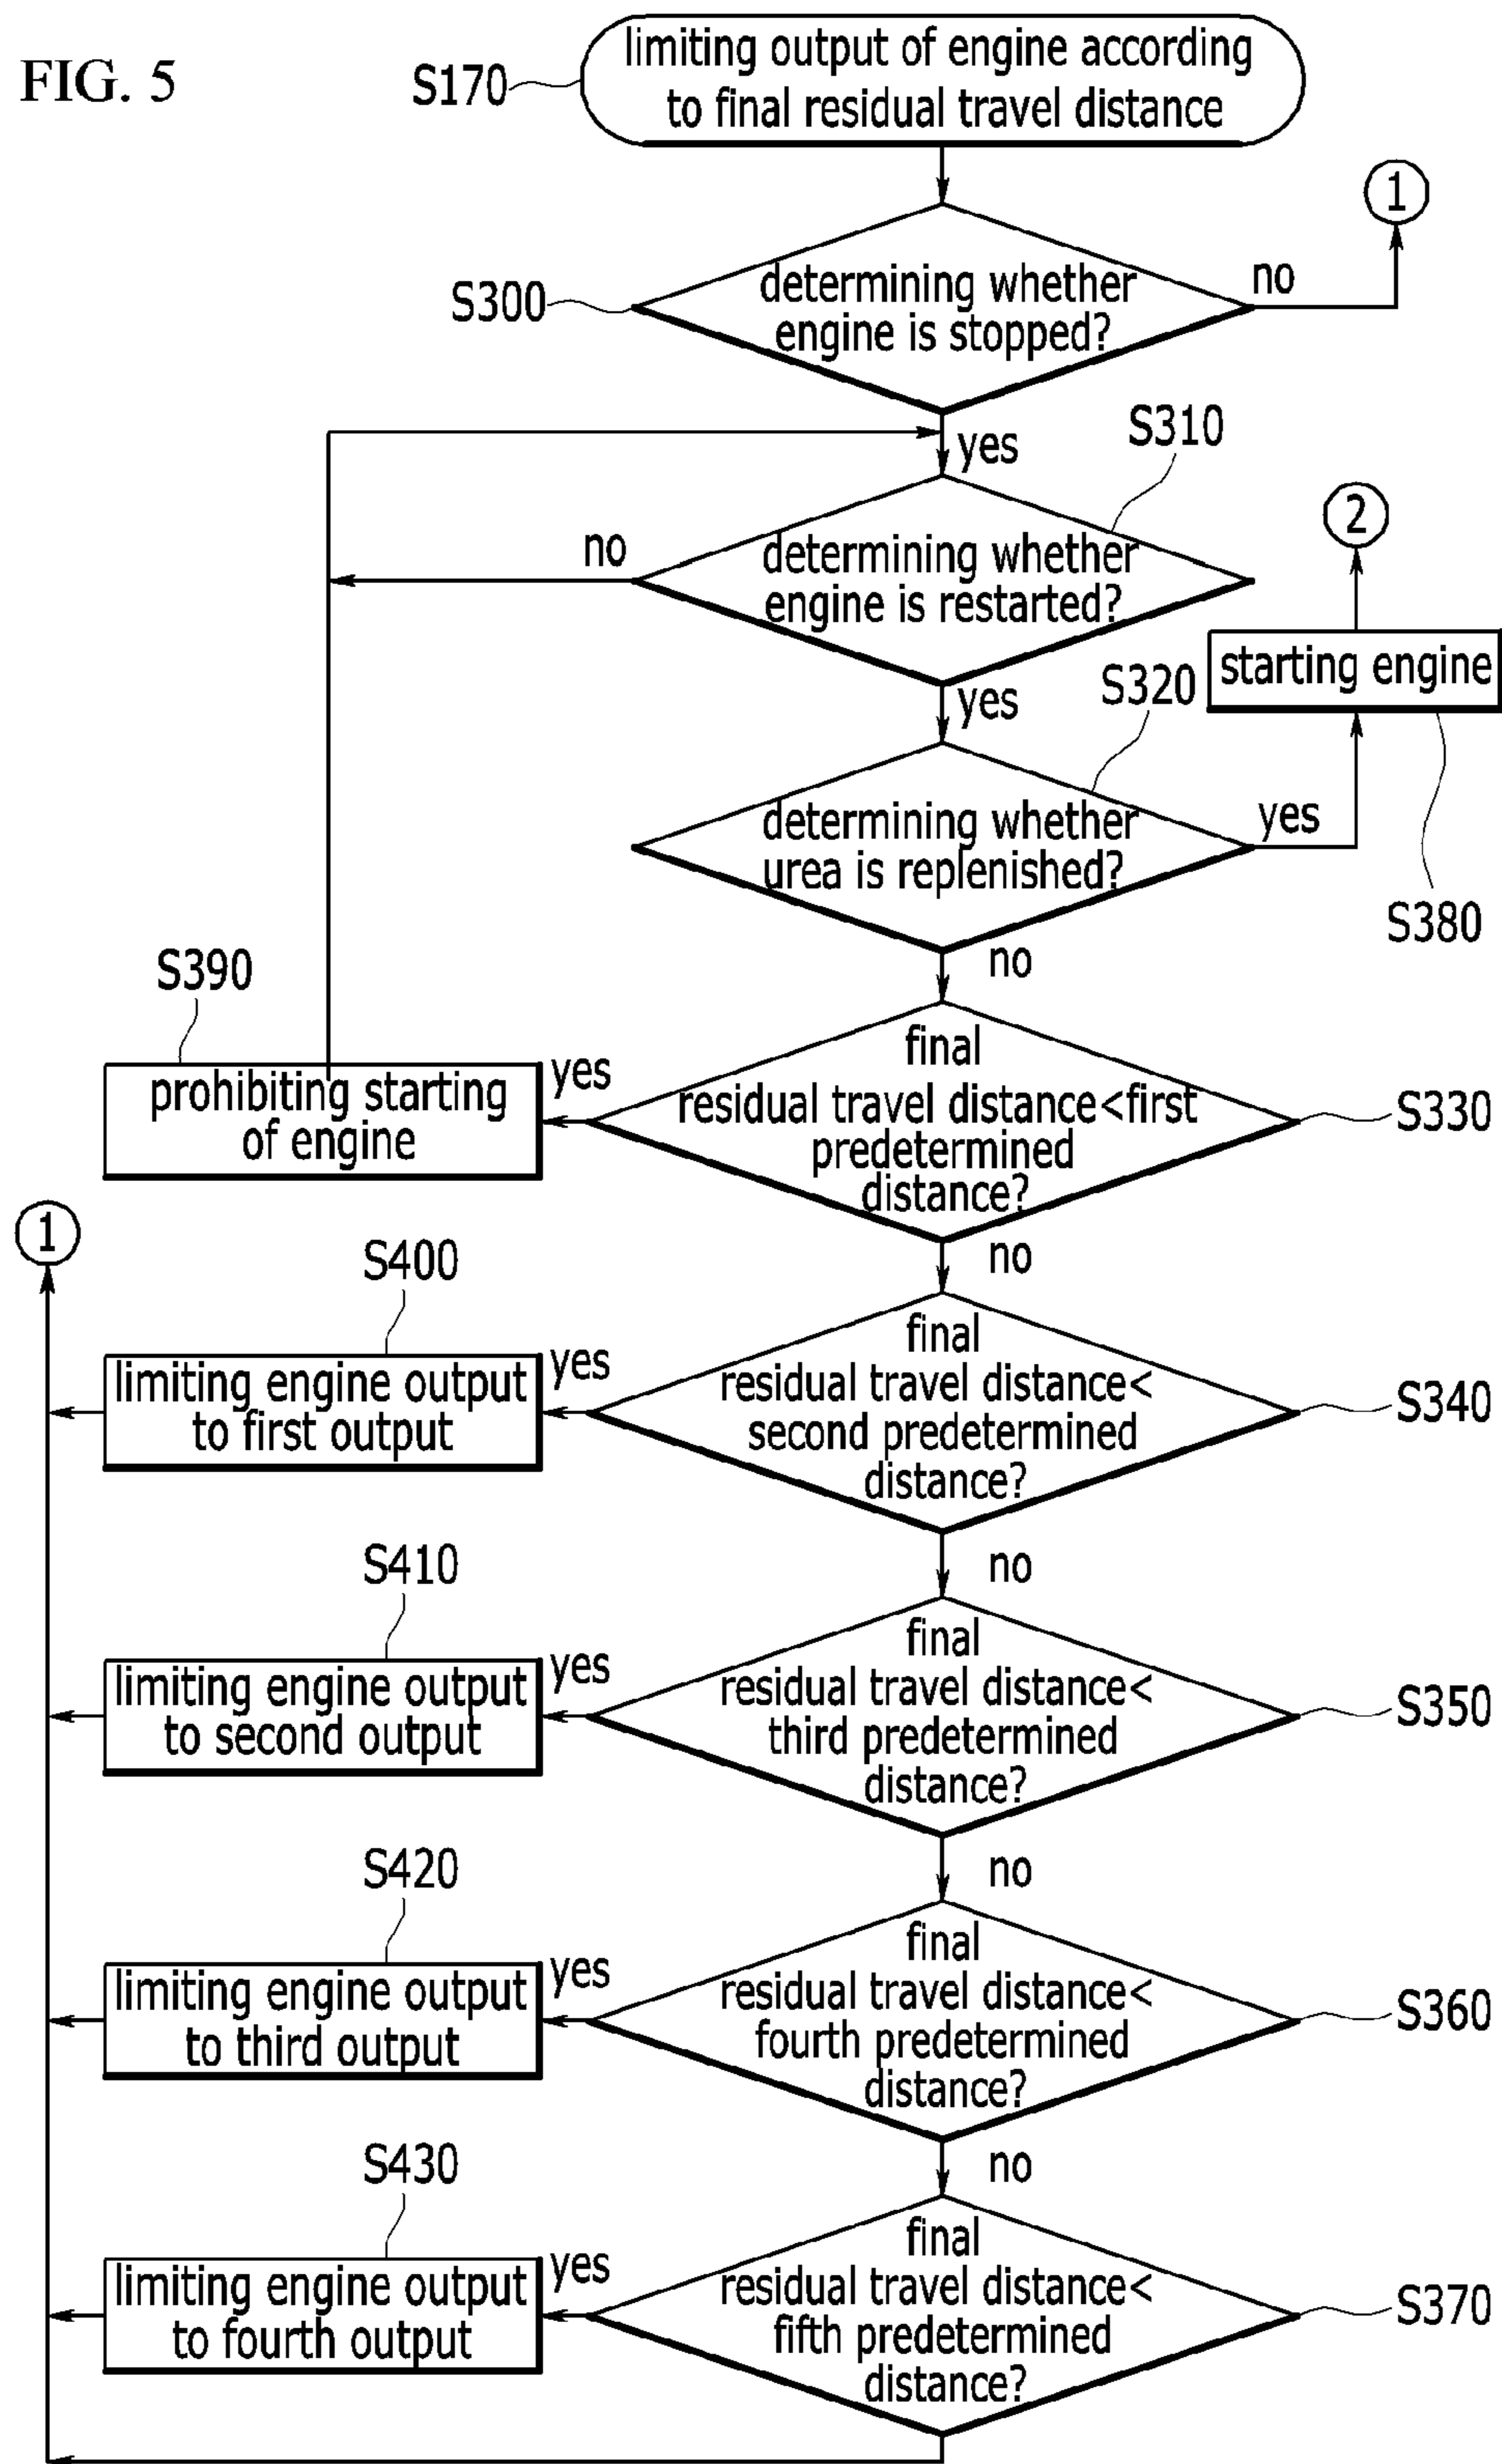 FIG. 5
S170
limiting output of engine according
to final residual travel distance
1
S300
determining whether
engine is stopped?
no
yes
S310
no
determining whether
engine is restarted?
2
starting engine
yes
S320
determining whether
urea is replenished?
yes
S380
no
S390
prohibiting starting
of engine
yes
final
residual travel distance<first
predetermined
distance?
S330
no
1
S400
limiting engine output
to first output
yes
final
residual travel distance<
second predetermined
distance?
S340
no
S410
limiting engine output
to second output
yes
final
residual travel distance<
third predetermined
distance?
S350
no
S420
limiting engine output
to third output
yes
final
residual travel distance<
fourth predetermined
distance?
S360
no
S430
limiting engine output
to fourth output
yes
final
residual travel distance<
fifth predetermined
distance?
S370